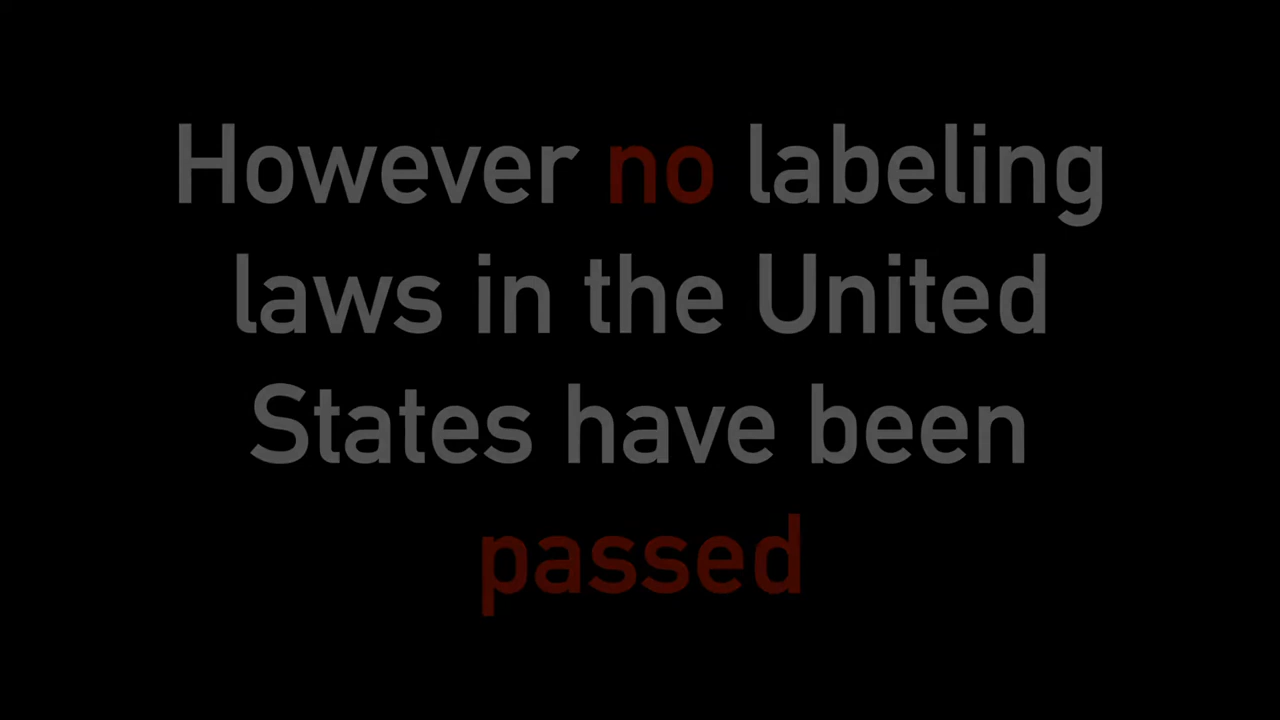 However no labeling
laws in the United
States have been
passed